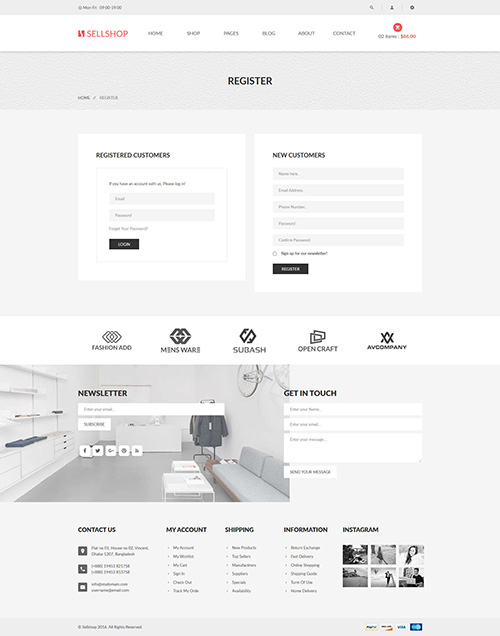 Mon-Fri : 09:00-19:00
SELLSHOP
HOME SHOP PAGES BLOG ABOUT CONTACT
02 Items : $86.00
REGISTER
HOME // REGISTER
REGISTERED CUSTOMERS
If you have an account with us, Please log in!
Email
Password
Forgot Your Password?
LOGIN
NEW CUSTOMERS
Name here..
Email Address..
Phone Number..
Password
Confirm Password
Sign up for our newsletter!
REGISTER
FASHION ADD
MENS WARE
SUBASH
OPEN CRAFT
AVCOMPANY
NEWSLETTER
Enter your email...
SUBSCRIBE
GET IN TOUCH
Enter your Name...
Enter your email...
Enter your message...
SEND YOUR MESSAGE
CONTACT US
Flat no 03, House no 02, Vincent,
Dhaka 1207, Bangladesh
(+880) 19453 821758
(+880) 19453 821758
info@mydomain.com
username@email.com
MY ACCOUNT
My Account
My Wishlist
My Cart
Sign In
Check Out
Track My Orde
SHIPPING
New Products
Top Sellers
Manufactirers
Suppliers
Specials
Availability
INFORMATION
Return Exchange
Fast Delivery
Online Shopping
Shipping Guide
Turm Of Use
Home Delivery
INSTAGRAM
© Sellshop 2016. All Rights Reserved.
PayPal
VISA